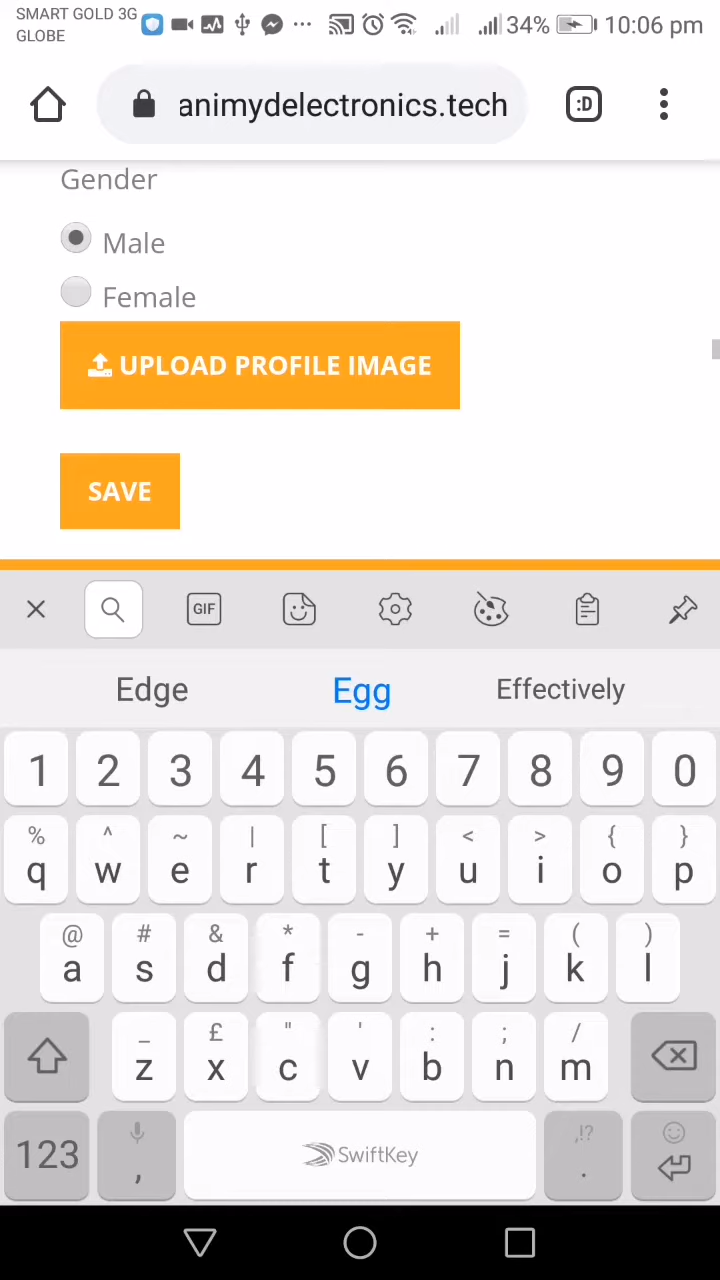 SMART GOLD 3G
GLOBE
34% 10:06 pm
animydelectronics.tech
:D
Gender
Male
Female
UPLOAD PROFILE IMAGE
SAVE
GIF
Edge Egg Effectively
1 2 3 4 5 6 7 8 9 0
% ^ ~ | [ ] < > { }
q w e r t y u i o p
@ # & * - + = ( )
a s d f g h j k l
_ £ " ' : ; /
z x c v b n m
,!?
123 , SwiftKey .